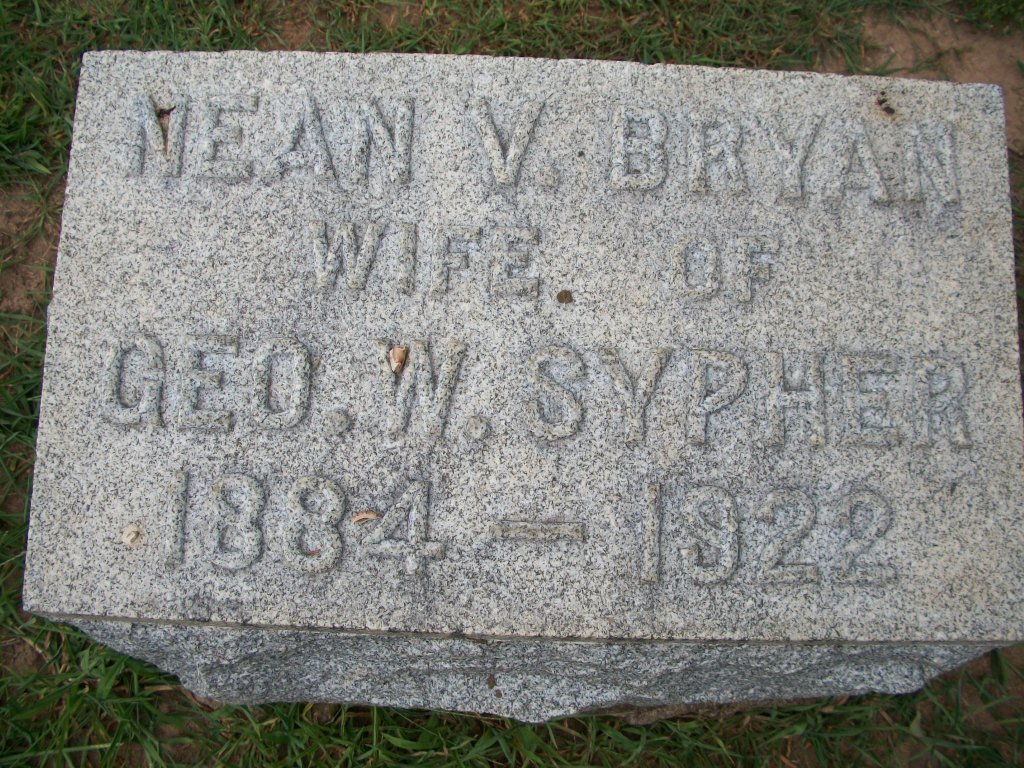 NEAN V. BRYAN
WIFE OF
GEO. W. SYPHER
1884 — 1922